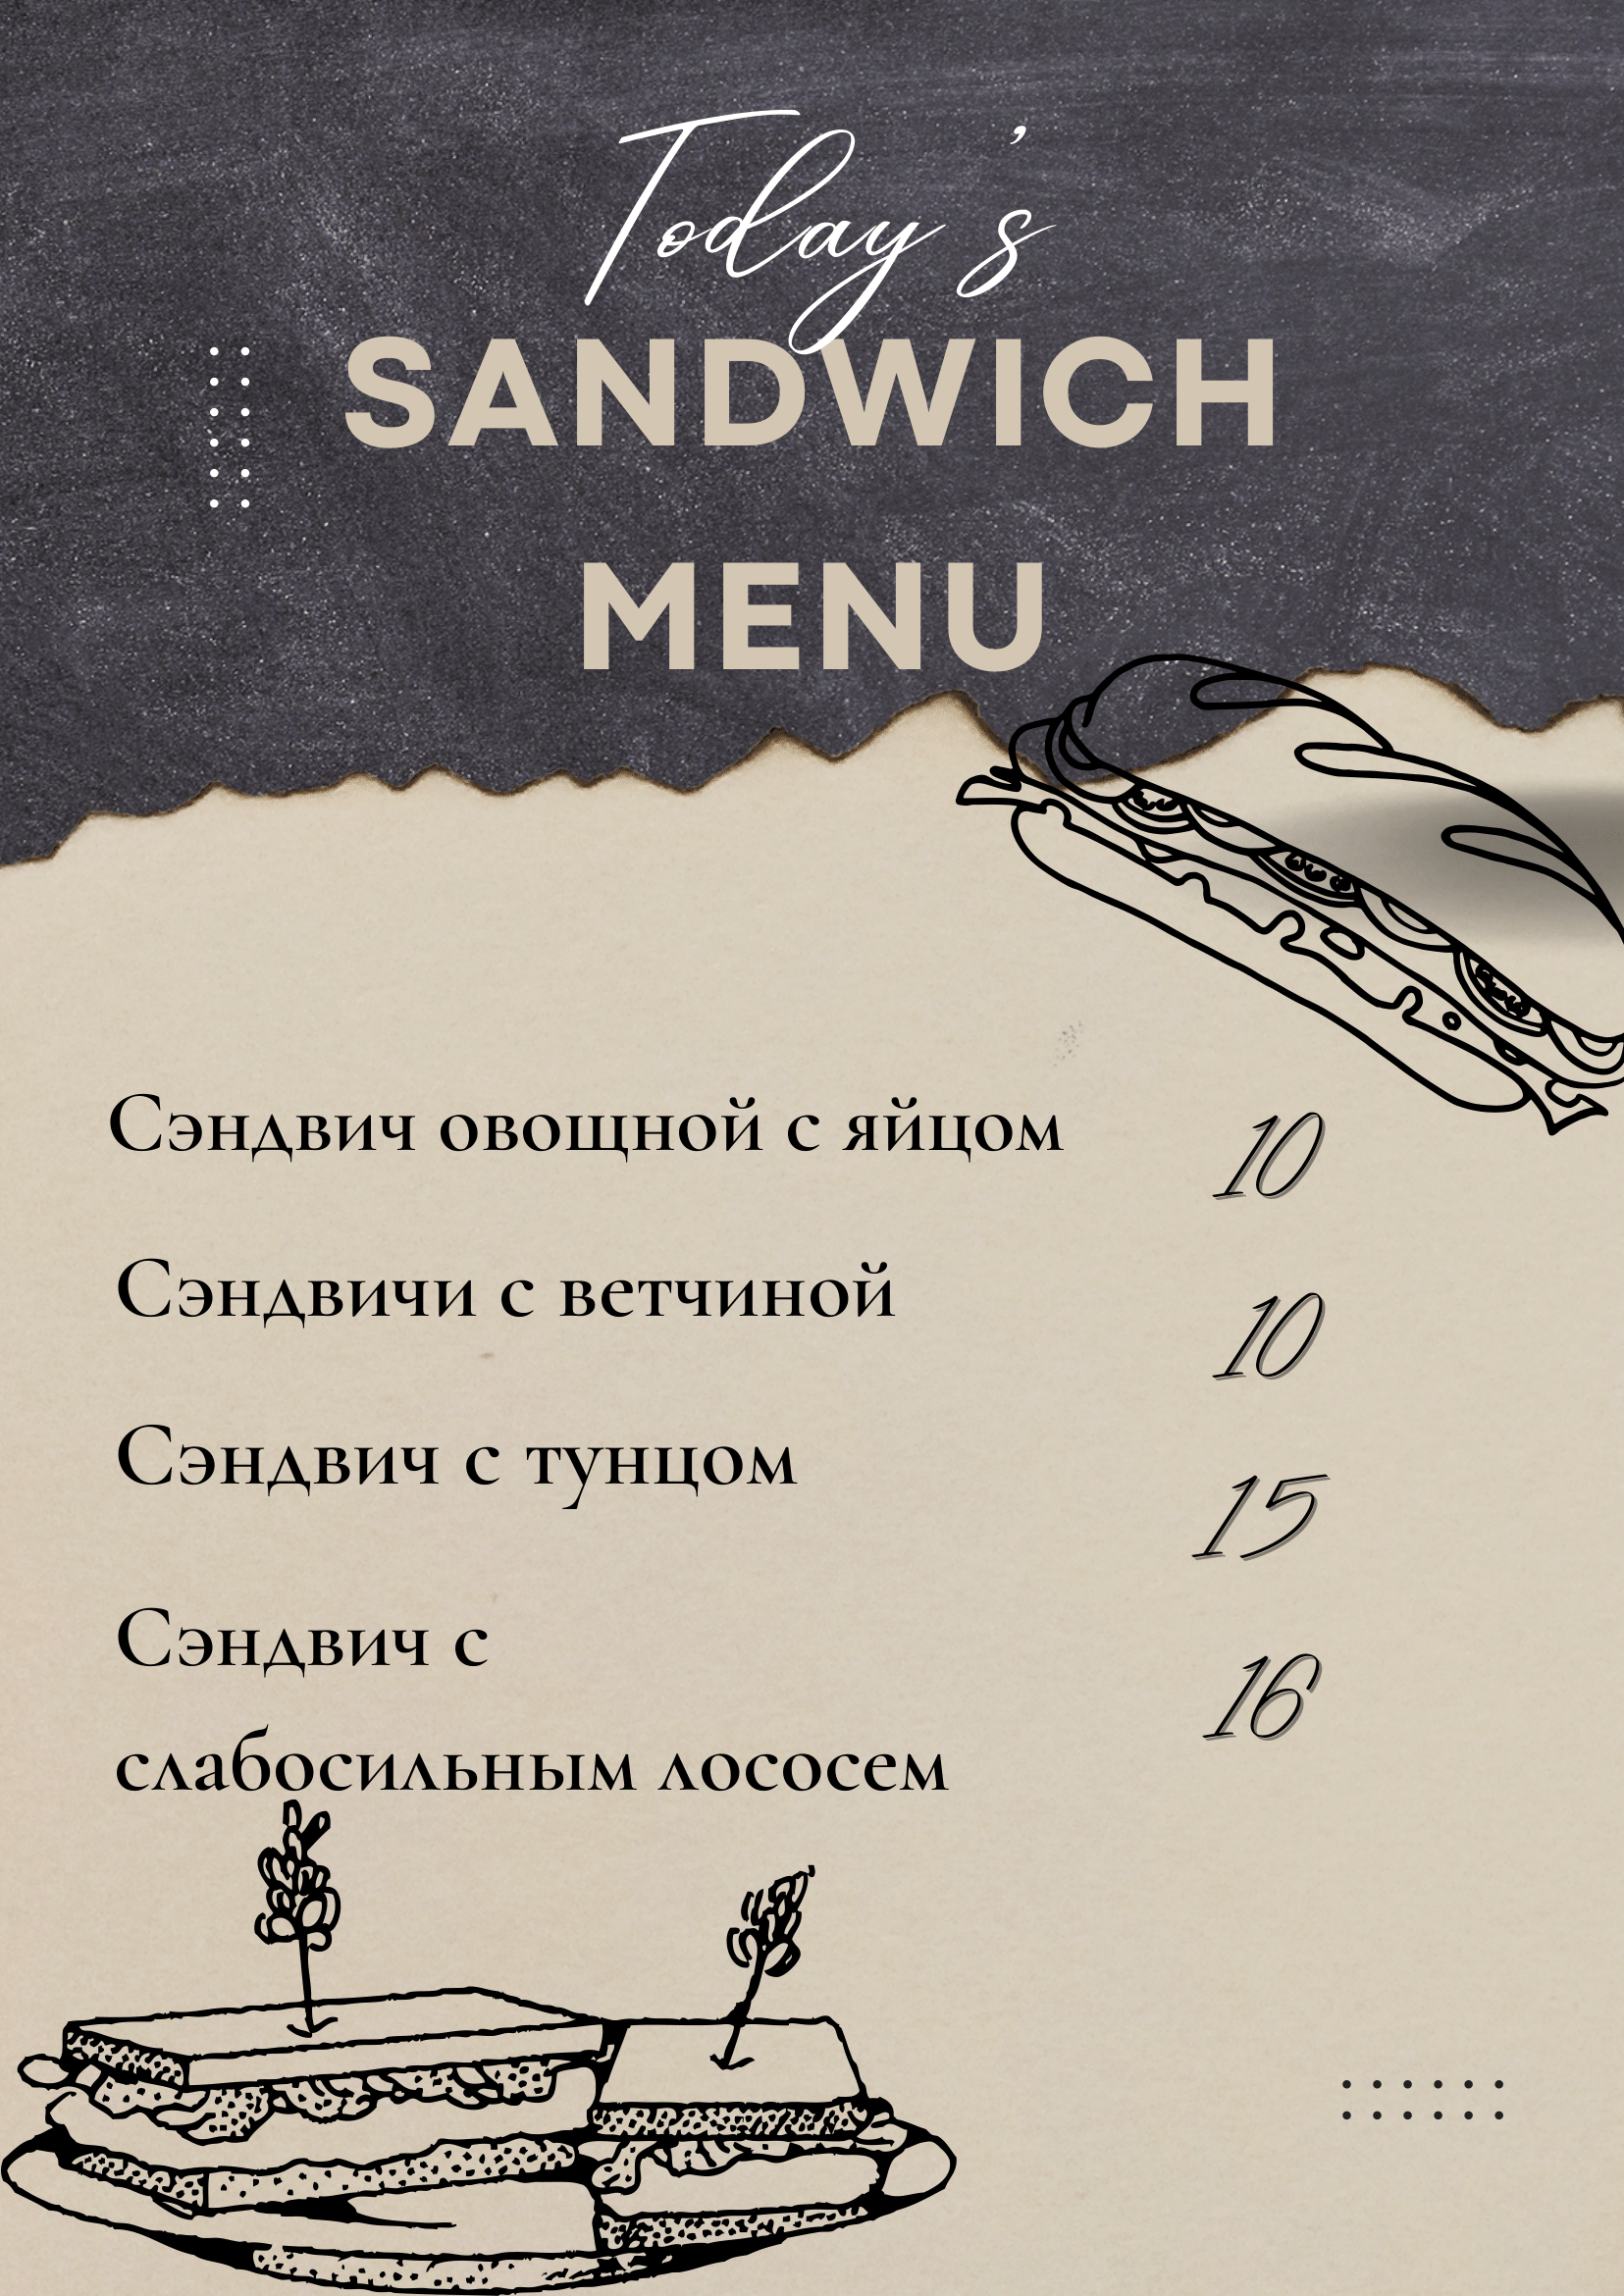 Today's
SANDWICH
MENU
Сэндвич овощной с яйцом 10
Сэндвичи с ветчиной 10
Сэндвич с тунцом 15
Сэндвич с 16
слабосильным лососем